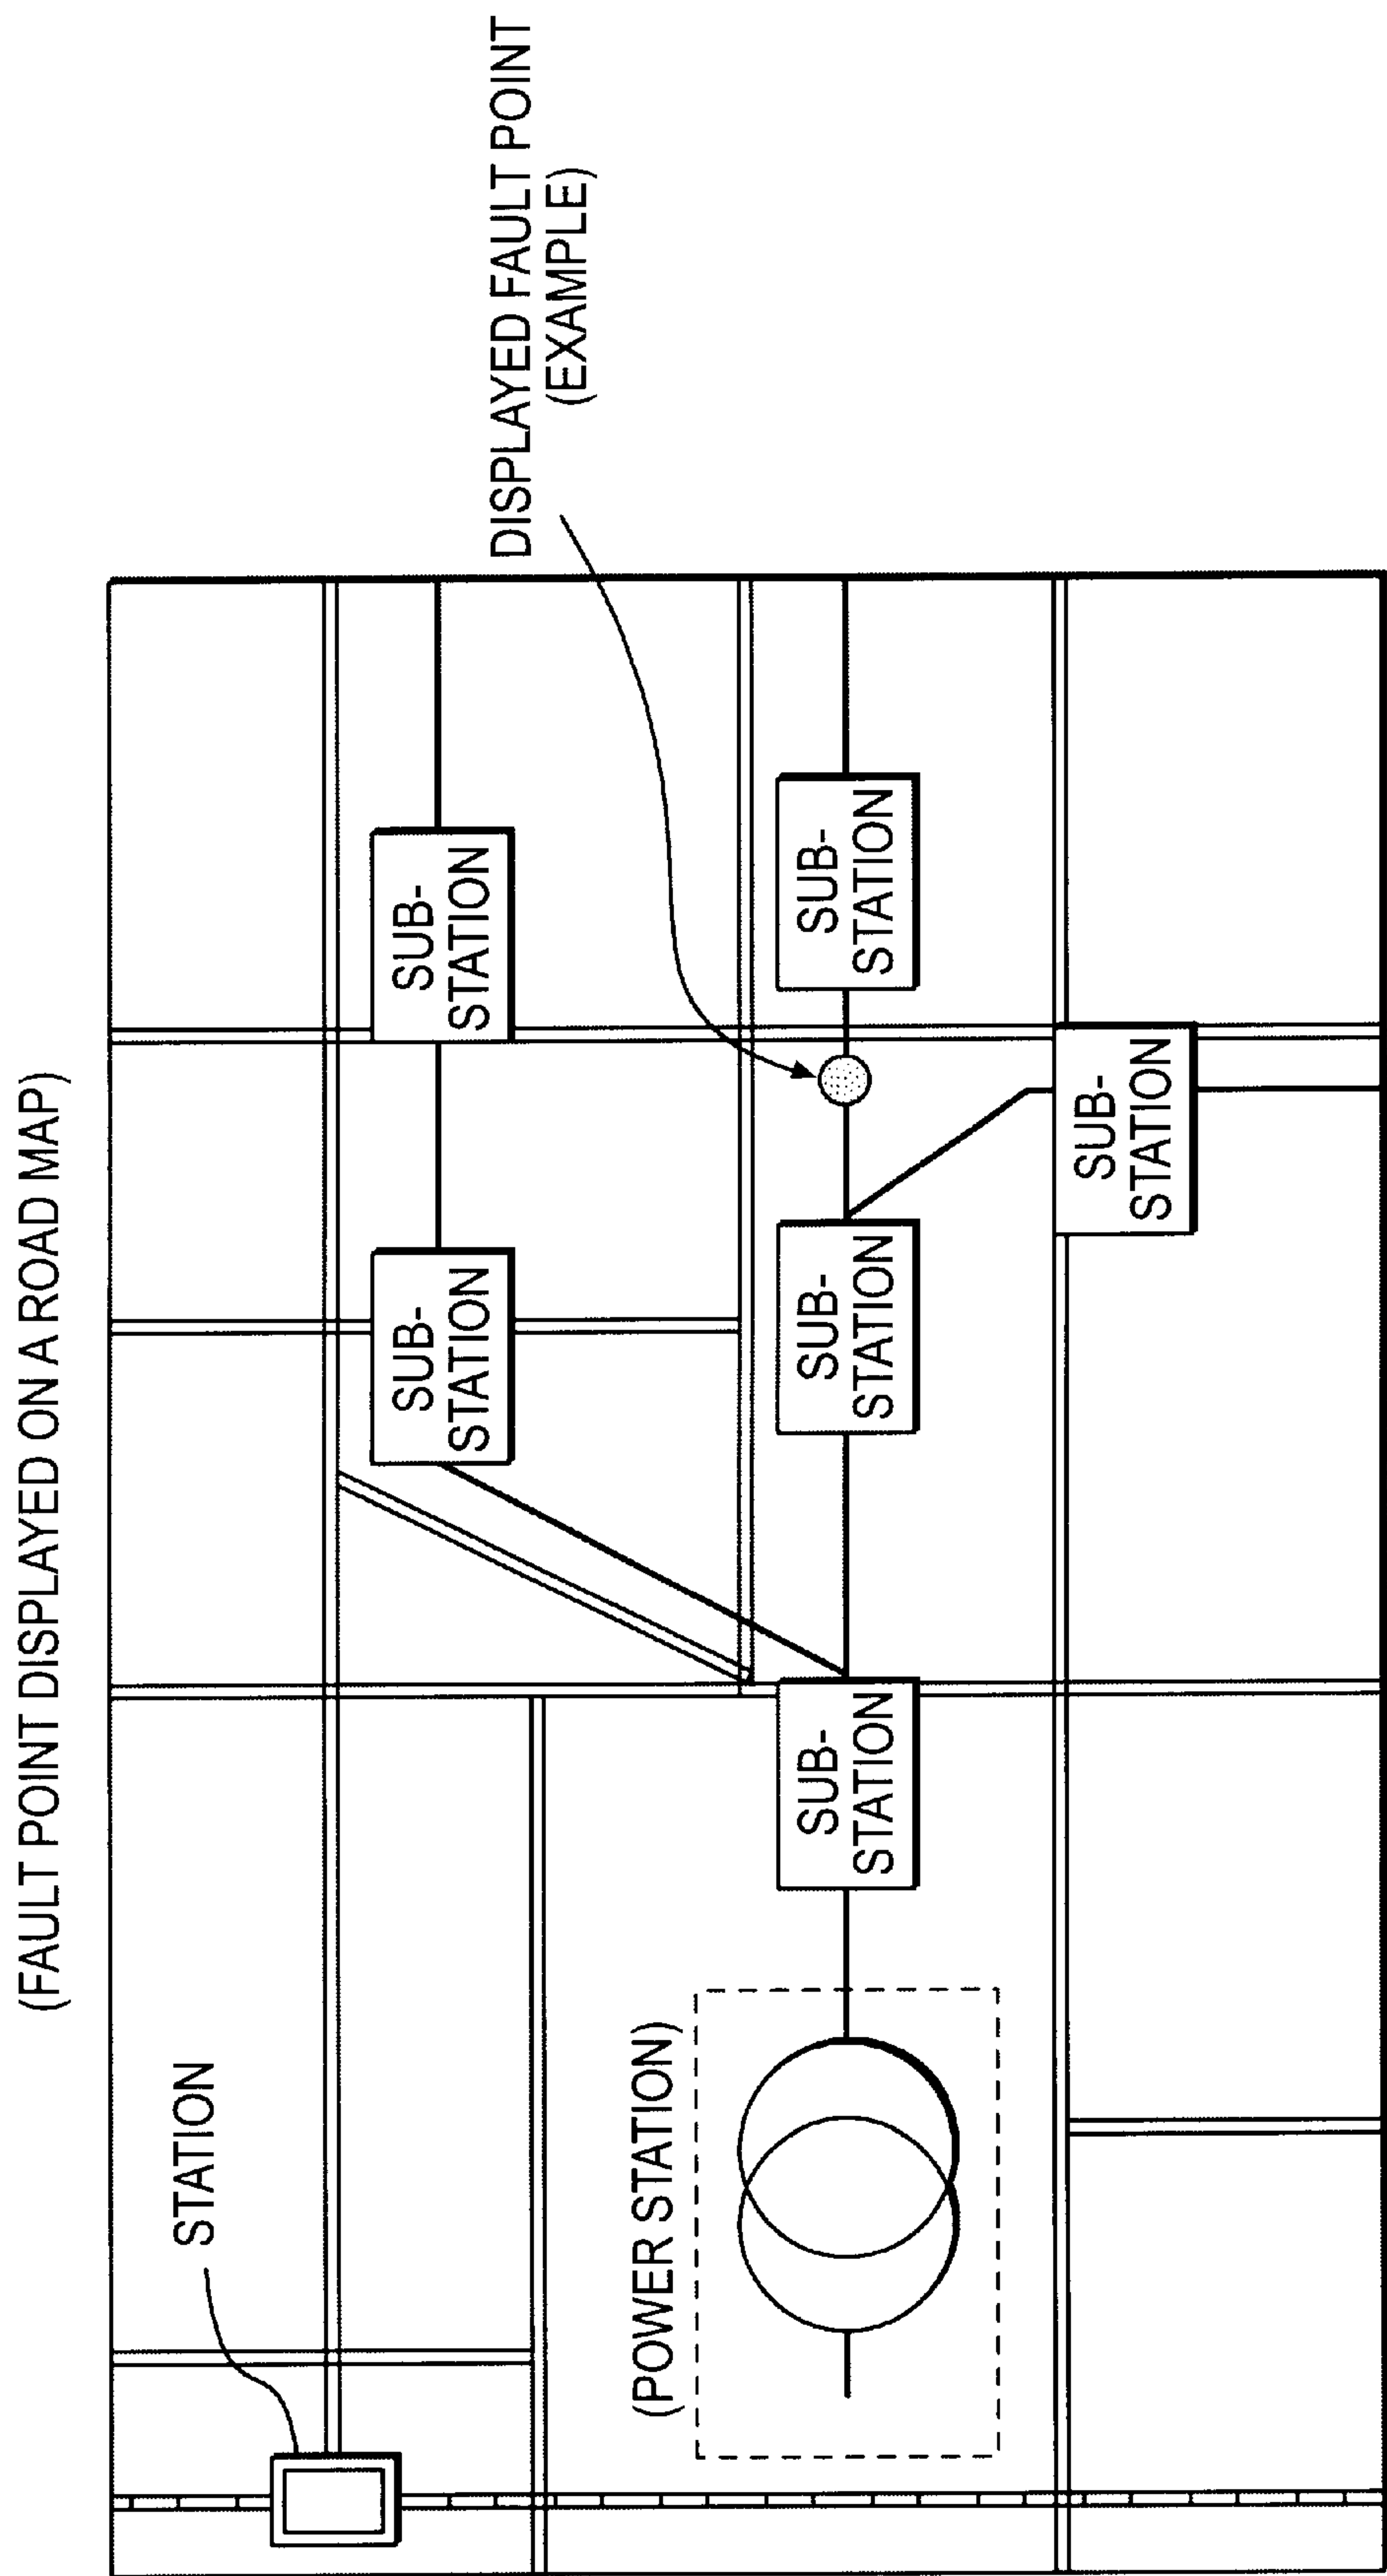 (FAULT POINT DISPLAYED ON A ROAD MAP)
STATION
DISPLAYED FAULT POINT
(EXAMPLE)
SUB-
STATION
SUB-
STATION
(POWER STATION)
SUB-
STATION
SUB-
STATION
SUB-
STATION
SUB-
STATION